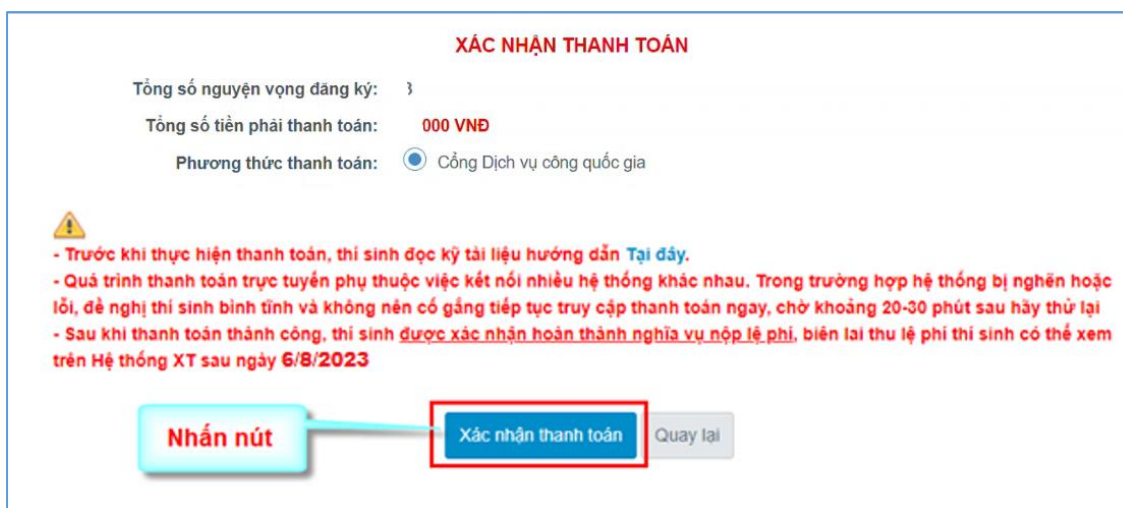 XÁC NHẬN THANH TOÁN
Tổng số nguyện vọng đăng ký:
Tổng số tiền phải thanh toán: 000 VNĐ
Phương thức thanh toán: Cổng Dịch vụ công quốc gia
- Trước khi thực hiện thanh toán, thí sinh đọc kỹ tài liệu hướng dẫn Tại đây.
- Quá trình thanh toán trực tuyến phụ thuộc việc kết nối nhiều hệ thống khác nhau. Trong trường hợp hệ thống bị nghẽn hoặc
lỗi, đề nghị thí sinh bình tĩnh và không nên cố gắng tiếp tục truy cập thanh toán ngay, chờ khoảng 20-30 phút sau hãy thử lại
- Sau khi thanh toán thành công, thí sinh được xác nhận hoàn thành nghĩa vụ nộp lệ phí, biên lai thu lệ phí thí sinh có thể xem
trên Hệ thống XT sau ngày 6/8/2023
Nhấn nút Xác nhận thanh toán Quay lại